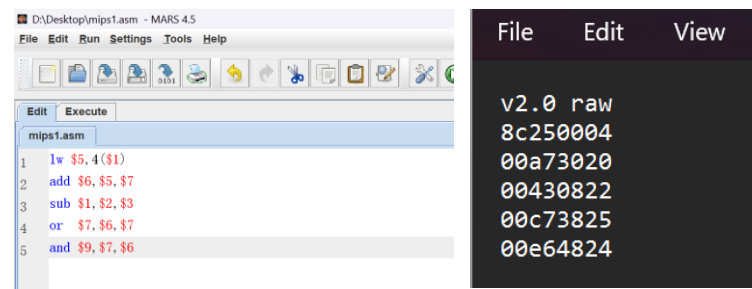 D:\Desktop\mips1.asm - MARS 4.5
File Edit Run Settings Tools Help
Edit Execute
mips1.asm
1 lw $5,4($1)
2 add $6,$5,$7
3 sub $1,$2,$3
4 or $7,$6,$7
5 and $9,$7,$6
File Edit View
v2.0 raw
8c250004
00a73020
00430822
00c73825
00e64824